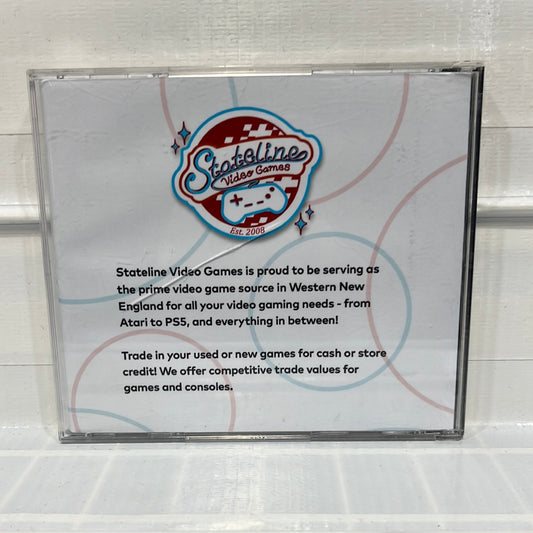 Stateline
Video Games
Est. 2008
Stateline Video Games is proud to be serving as
the prime video game source in Western New
England for all your video gaming needs - from
Atari to PS5, and everything in between!
Trade in your used or new games for cash or store
credit! We offer competitive trade values for
games and consoles.